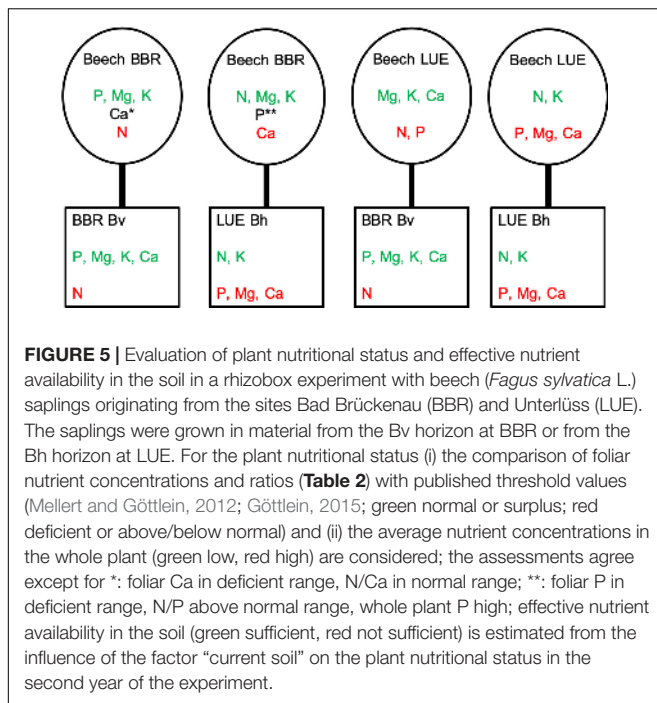 Beech BBR
P, Mg, K
Ca*
N
Beech BBR
N, Mg, K
P**
Ca
Beech LUE
Mg, K, Ca
N, P
Beech LUE
N, K
P, Mg, Ca
BBR Bv
P, Mg, K, Ca
N
LUE Bh
N, K
P, Mg, Ca
BBR Bv
P, Mg, K, Ca
N
LUE Bh
N, K
P, Mg, Ca
FIGURE 5 | Evaluation of plant nutritional status and effective nutrient
availability in the soil in a rhizobox experiment with beech (Fagus sylvatica L.)
saplings originating from the sites Bad Brückenau (BBR) and Unterlüss (LUE).
The saplings were grown in material from the Bv horizon at BBR or from the
Bh horizon at LUE. For the plant nutritional status (i) the comparison of foliar
nutrient concentrations and ratios (Table 2) with published threshold values
(Mellert and Göttlein, 2012; Göttlein, 2015; green normal or surplus; red
deficient or above/below normal) and (ii) the average nutrient concentrations in
the whole plant (green low, red high) are considered; the assessments agree
except for *: foliar Ca in deficient range, N/Ca in normal range; **: foliar P in
deficient range, N/P above normal range, whole plant P high; effective nutrient
availability in the soil (green sufficient, red not sufficient) is estimated from the
influence of the factor “current soil” on the plant nutritional status in the
second year of the experiment.